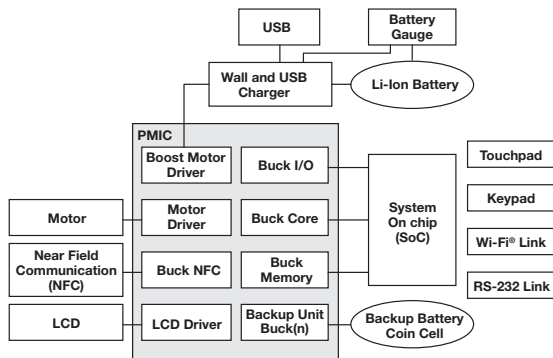 USB
Battery
Gauge
Wall and USB
Charger
Li-Ion Battery
PMIC
Boost Motor
Driver
Buck I/O
Touchpad
System
On chip
(SoC)
Motor
Motor
Driver
Buck Core
Keypad
Near Field
Communication
(NFC)
Buck NFC
Buck
Memory
Wi-Fi® Link
RS-232 Link
LCD
LCD Driver
Backup Unit
Buck(n)
Backup Battery
Coin Cell